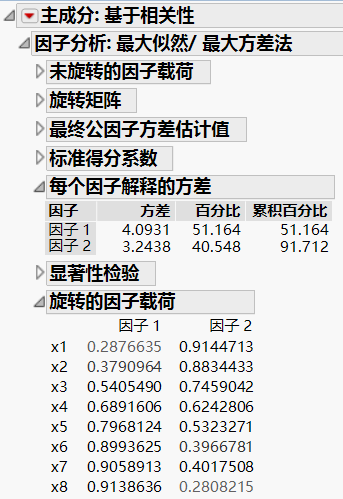 主成分: 基于相关性
因子分析: 最大似然/ 最大方差法
未旋转的因子载荷
旋转矩阵
最终公因子方差估计值
标准得分系数
每个因子解释的方差
因子 方差 百分比 累积百分比
因子 1 4.0931 51.164 51.164
因子 2 3.2438 40.548 91.712
显著性检验
旋转的因子载荷
因子 1 因子 2
x1 0.2876635 0.9144713
x2 0.3790964 0.8834433
x3 0.5405490 0.7459042
x4 0.6891606 0.6242806
x5 0.7968124 0.5323271
x6 0.8993625 0.3966781
x7 0.9058913 0.4017508
x8 0.9138636 0.2808215